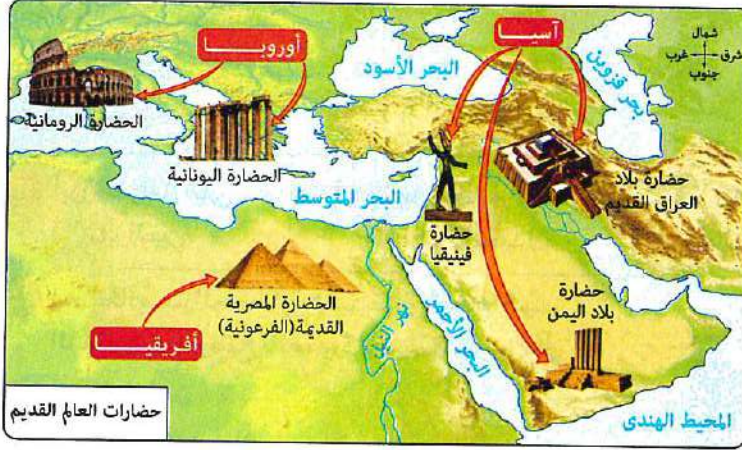 أوروبا
آسيا
شمال
شرق
غرب
جنوب
البحر الأسود
بحر قزوين
الحضارة الرومانية
الحضارة اليونانية
البحر المتوسط
حضارة
فينيقيا
حضارة بلاد
العراق القديم
الحضارة المصرية
القديمة(الفرعونية)
أفريقيا
نهر النيل
البحر الأحمر
حضارة
بلاد اليمن
المحيط الهندى
حضارات العالم القديم